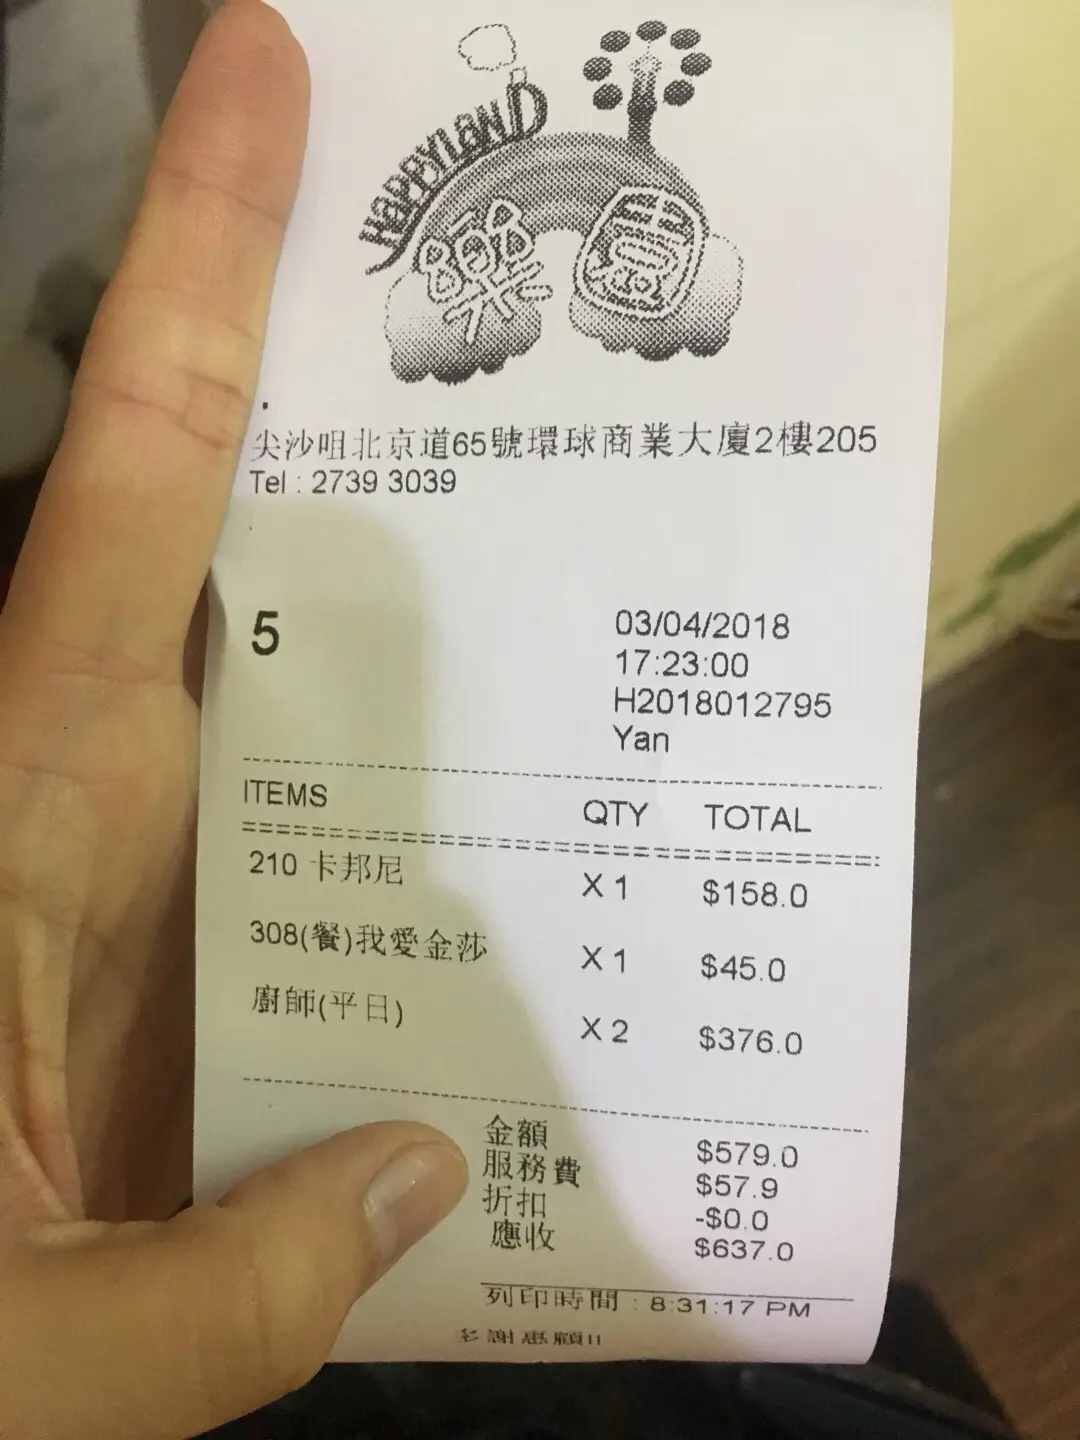 HAPPYLAND
樂園
尖沙咀北京道65號環球商業大廈2樓205
Tel : 2739 3039
5
03/04/2018
17:23:00
H2018012795
Yan
ITEMS QTY TOTAL
210 卡邦尼 X 1 $158.0
308(餐)我愛金莎 X 1 $45.0
廚師(平日) X 2 $376.0
金額 $579.0
服務費 $57.9
折扣 -$0.0
應收 $637.0
列印時間 : 8:31:17 PM
多謝惠顧!!